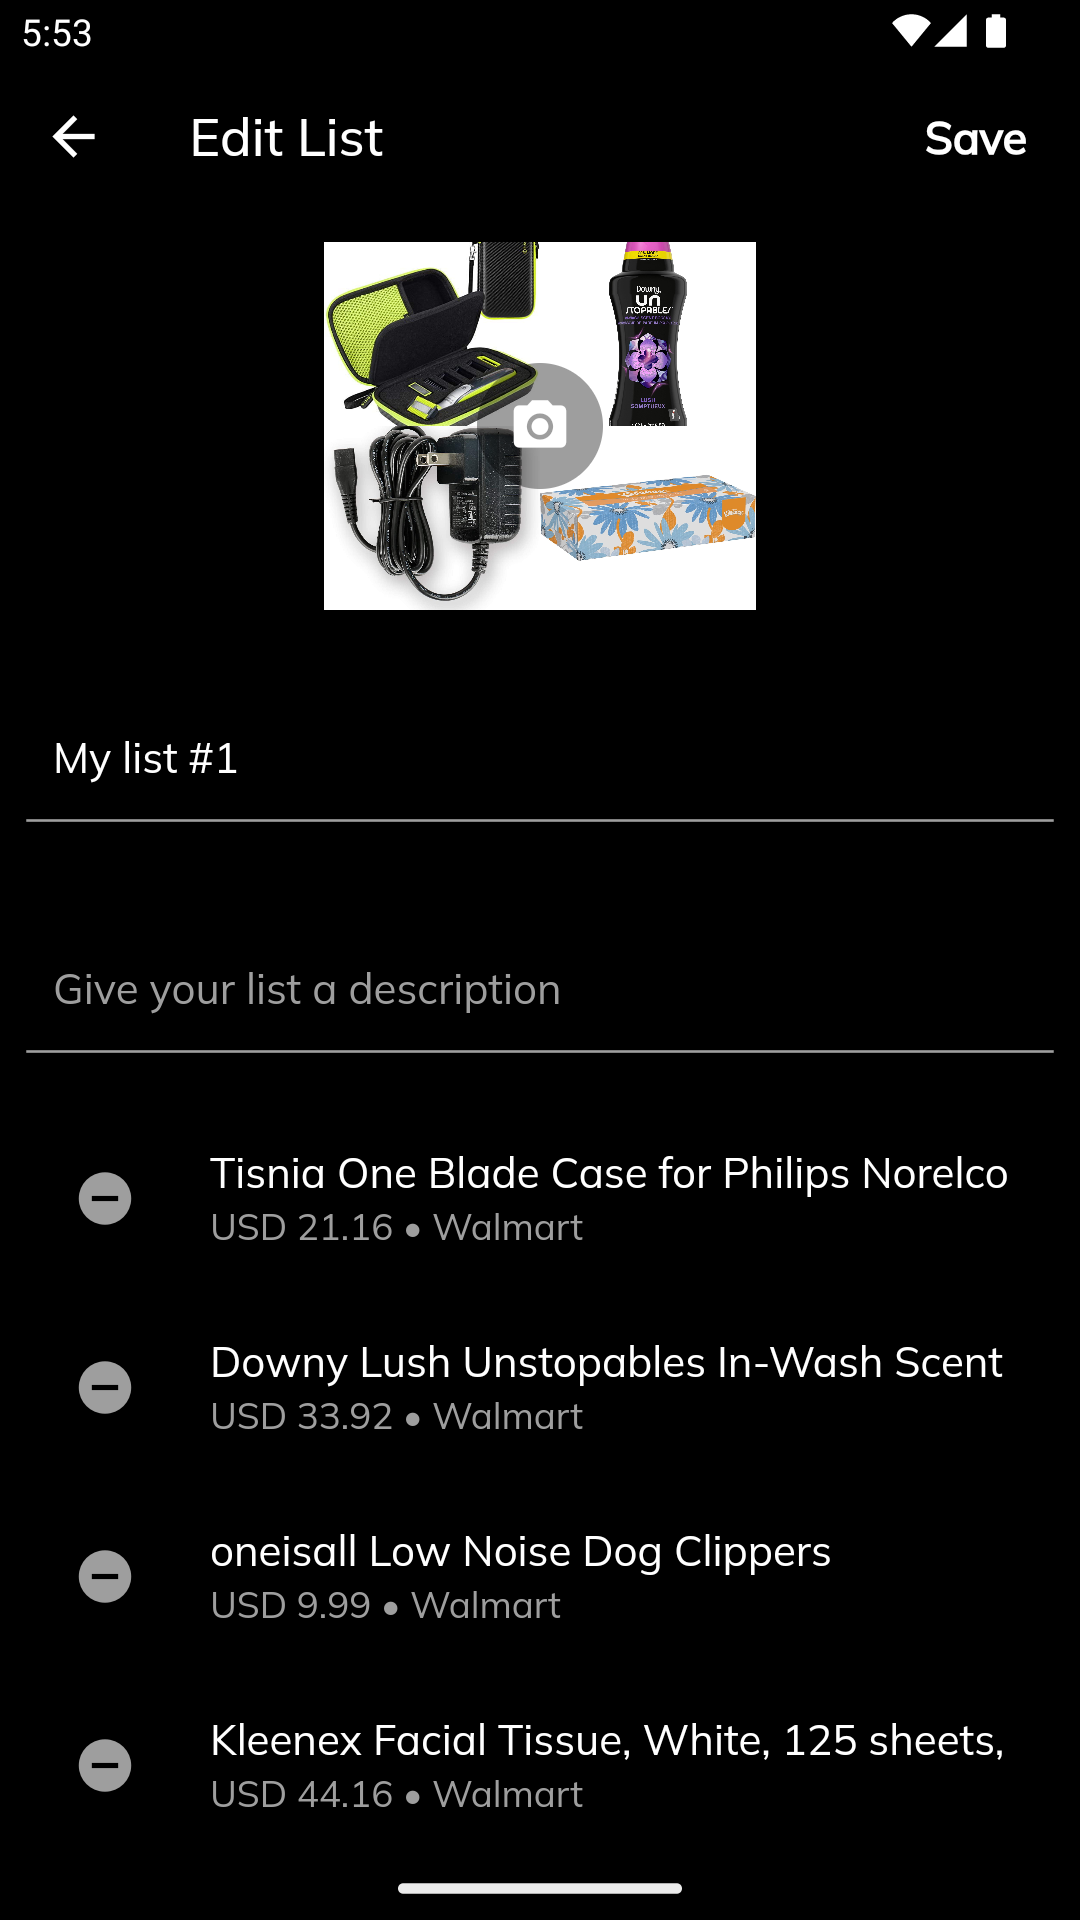 5:53
Edit List
Save
Downy
UN
STOPABLES
LUSH
SOMPTUEUX
My list #1
Give your list a description
Tisnia One Blade Case for Philips Norelco
USD 21.16 • Walmart
Downy Lush Unstopables In-Wash Scent
USD 33.92 • Walmart
oneisall Low Noise Dog Clippers
USD 9.99 • Walmart
Kleenex Facial Tissue, White, 125 sheets,
USD 44.16 • Walmart